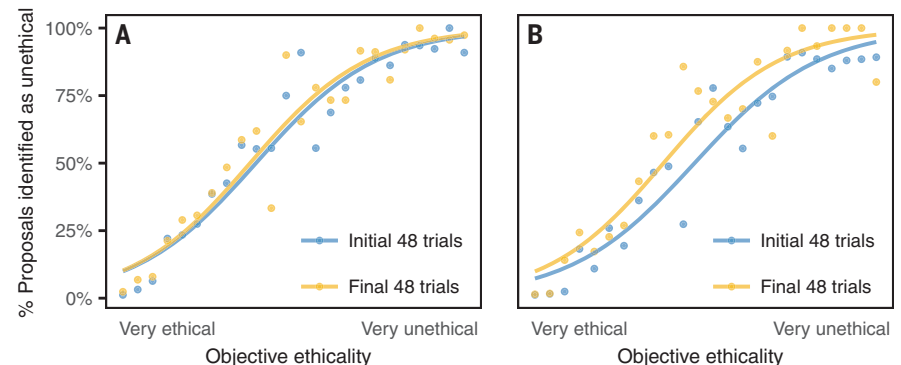 % Proposals identified as unethical
100%
75%
50%
25%
0%
A
Initial 48 trials
Final 48 trials
Very ethical
Very unethical
Objective ethicality
B
Initial 48 trials
Final 48 trials
Very ethical
Very unethical
Objective ethicality